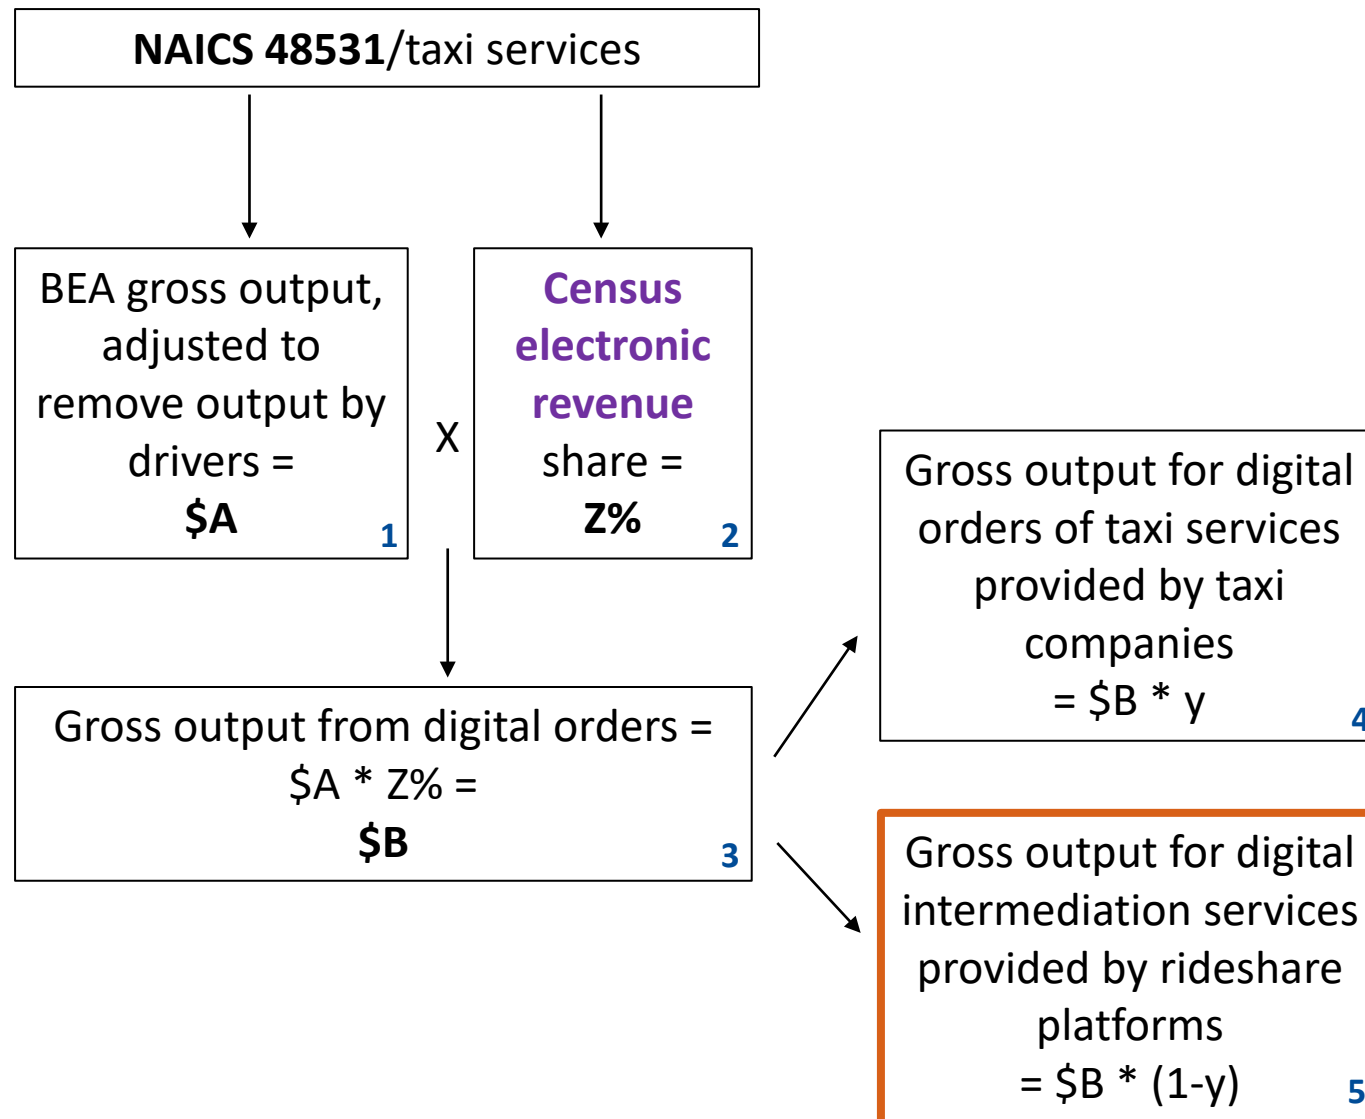 NAICS 48531/taxi services
BEA gross output,
adjusted to
remove output by
drivers =
$A
1
X
Census
electronic
revenue
share =
Z%
2
Gross output from digital orders =
$A * Z% =
$B
3
Gross output for digital
orders of taxi services
provided by taxi
companies
= $B * y
4
Gross output for digital
intermediation services
provided by rideshare
platforms
= $B * (1-y)
5